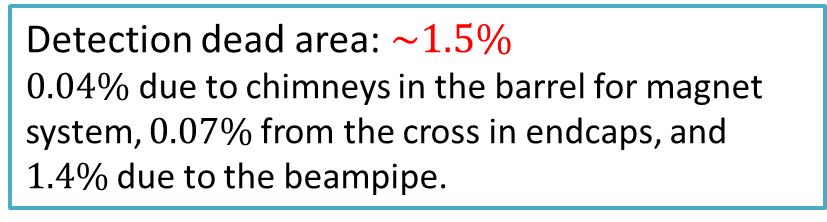 Detection dead area: ~1.5%
0.04% due to chimneys in the barrel for magnet
system, 0.07% from the cross in endcaps, and
1.4% due to the beampipe.